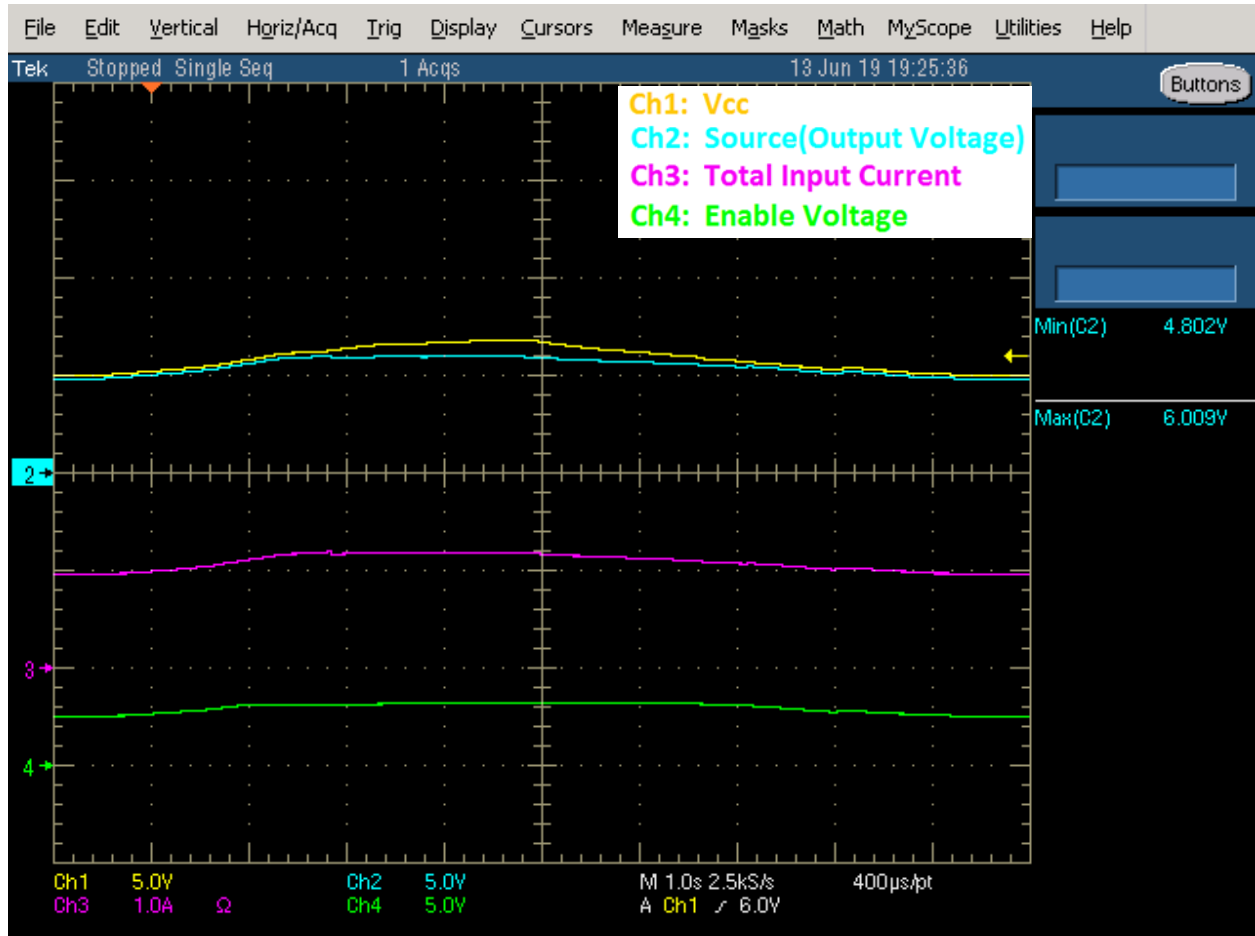 File Edit Vertical Horiz/Acq Trig Display Cursors Measure Masks Math MyScope Utilities Help
Tek Stopped Single Seq 1 Acqs 13 Jun 19 19:25:36 Buttons
Ch1: Vcc
Ch2: Source(Output Voltage)
Ch3: Total Input Current
Ch4: Enable Voltage
Min(C2) 4.802V
Max(C2) 6.009V
2
3
4
Ch1 5.0V Ch2 5.0V M 1.0s 2.5kS/s 400µs/pt
Ch3 1.0A Ω Ch4 5.0V A Ch1 ∕ 6.0V